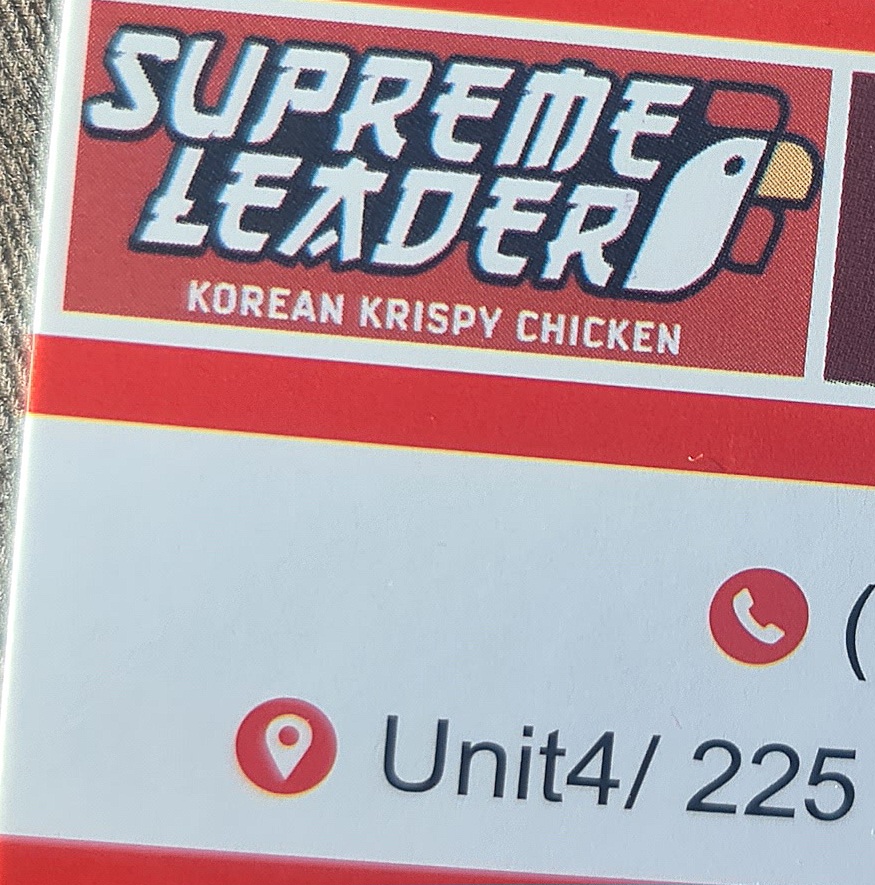 SUPREME
LEADER
KOREAN KRISPY CHICKEN
(
Unit4/ 225